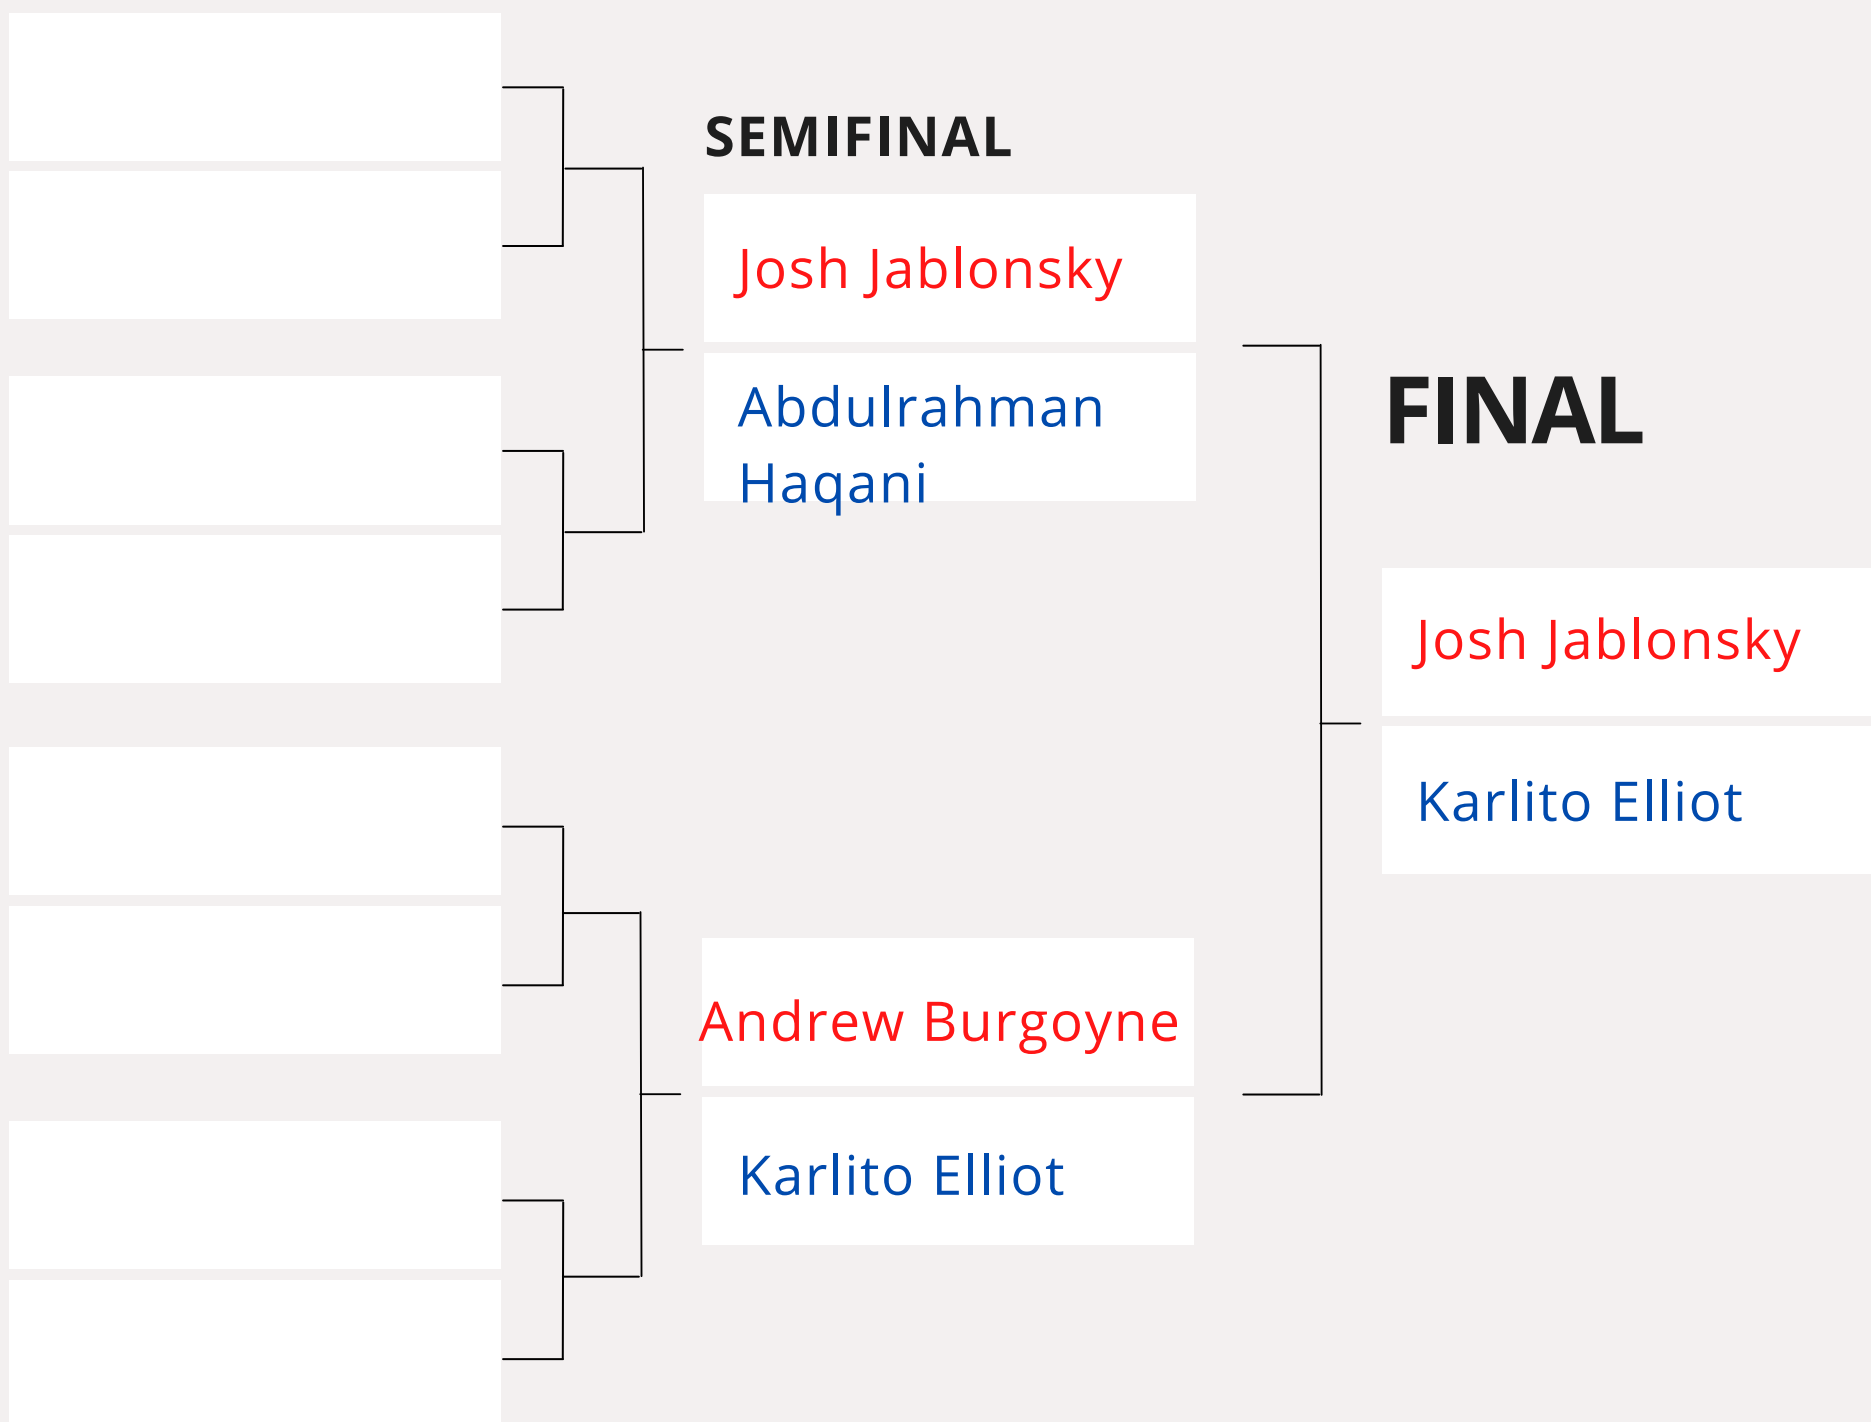 SEMIFINAL
Josh Jablonsky
Abdulrahman
Haqani
FINAL
Josh Jablonsky
Karlito Elliot
Andrew Burgoyne
Karlito Elliot